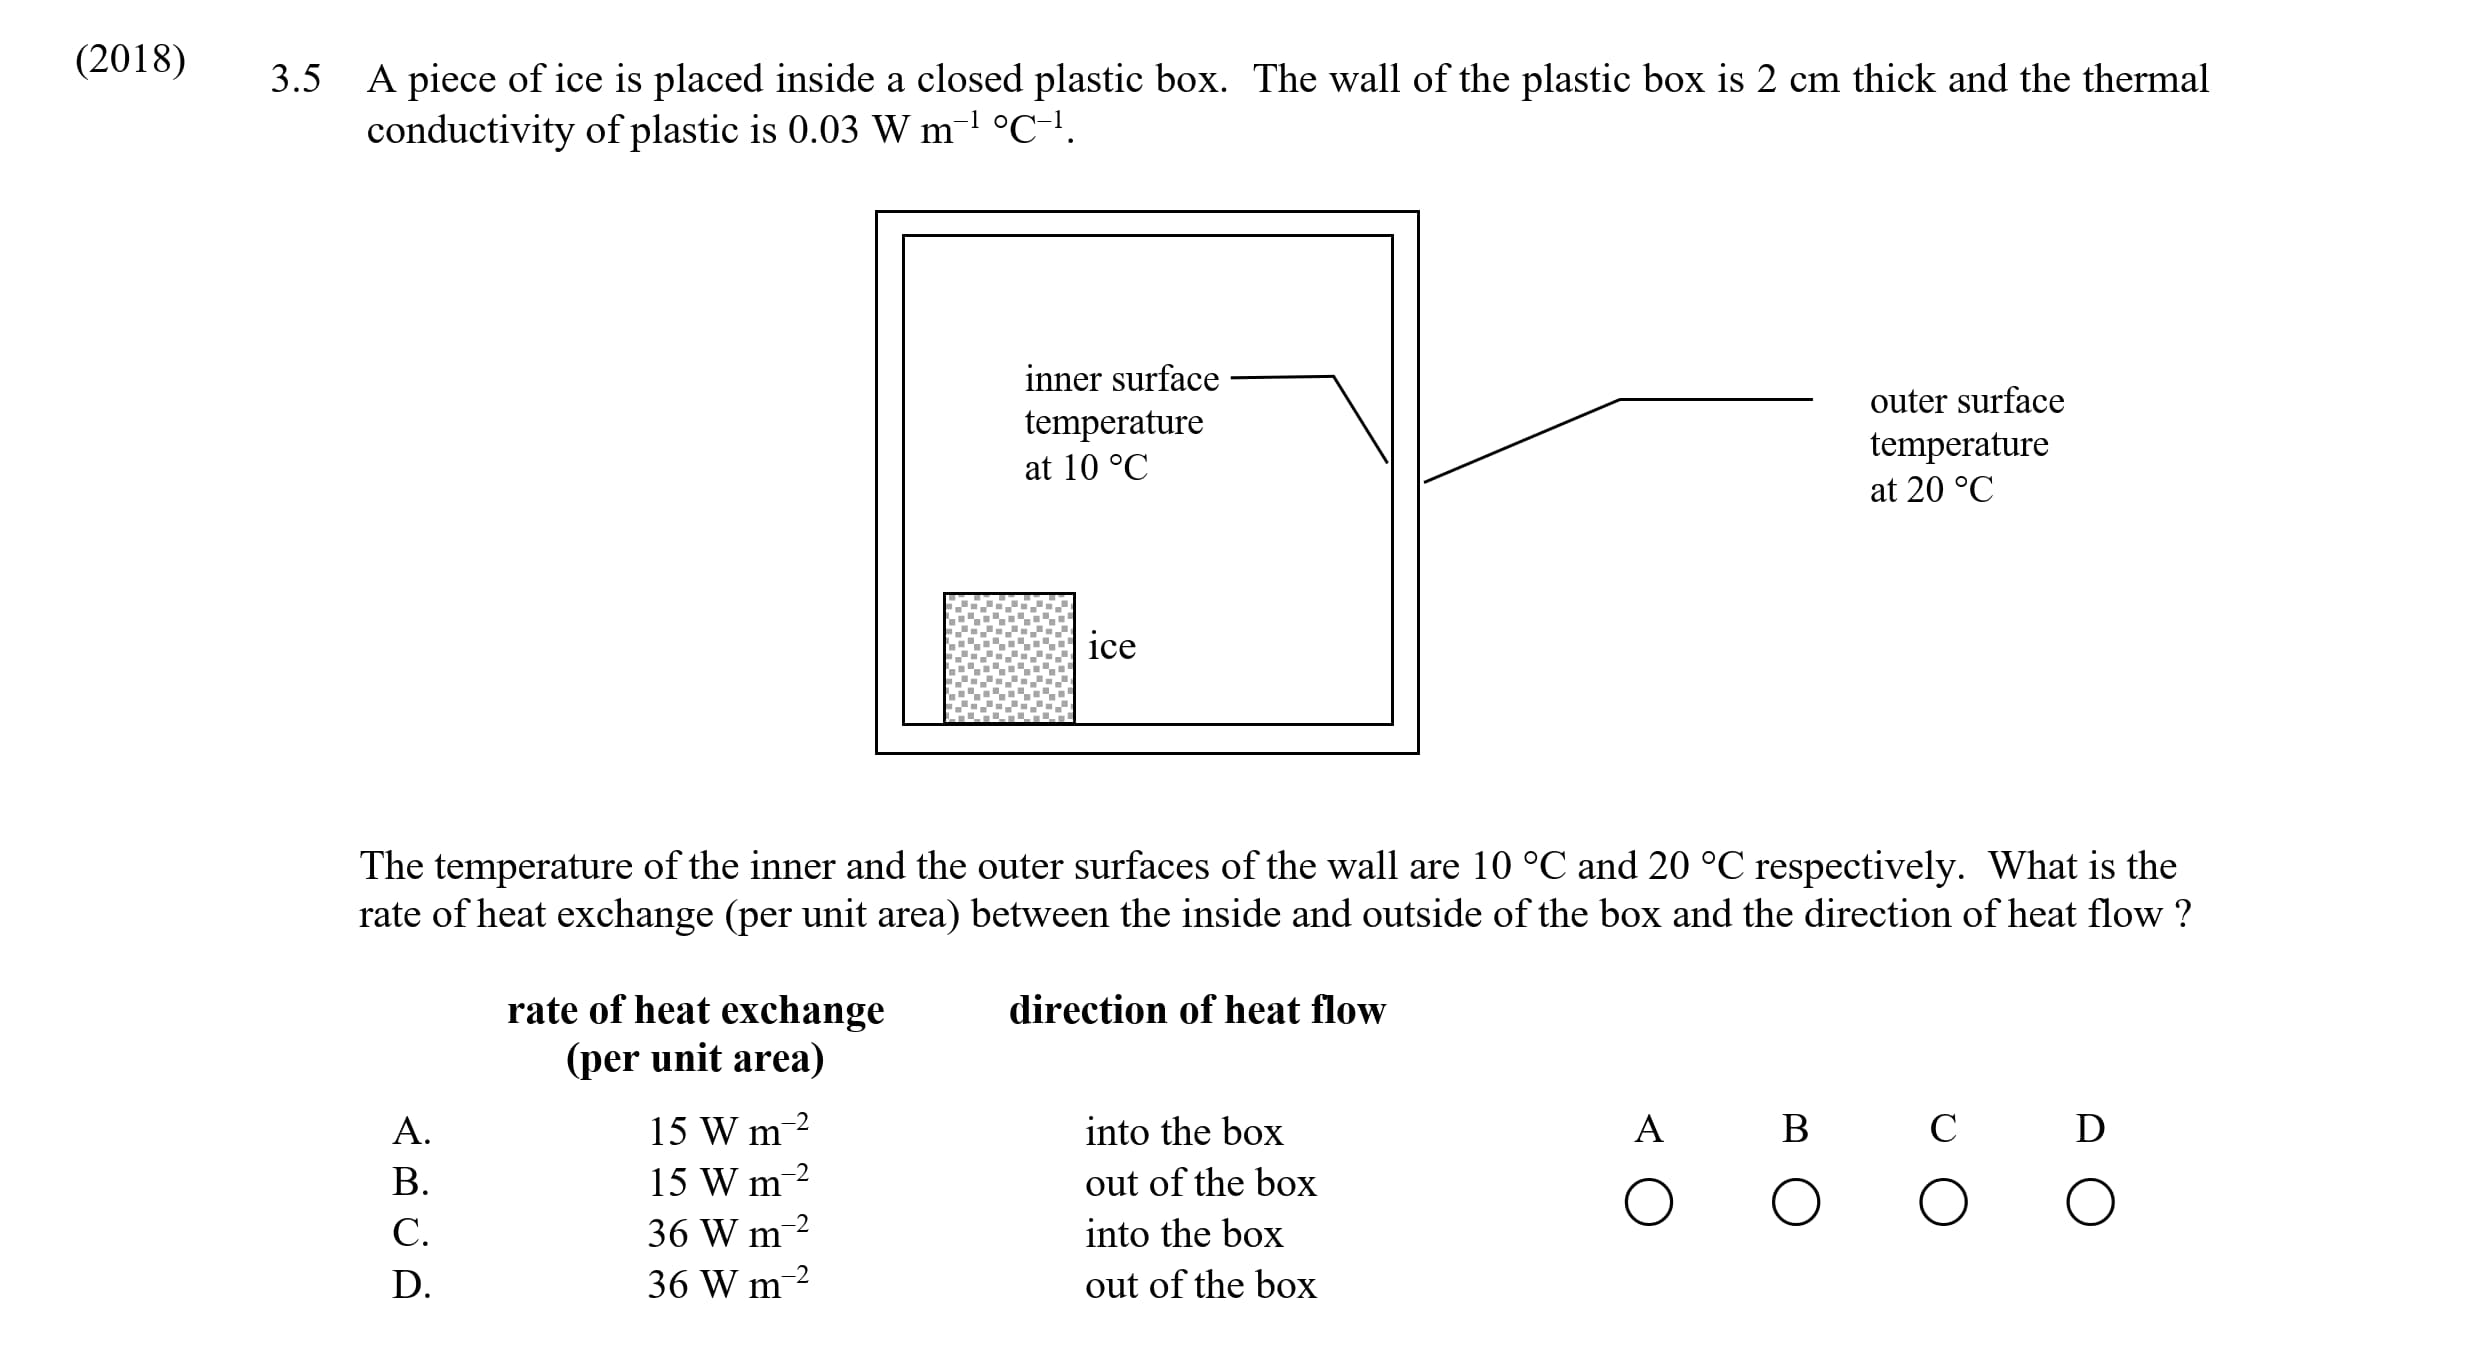 (2018)
3.5 A piece of ice is placed inside a closed plastic box. The wall of the plastic box is 2 cm thick and the thermal
conductivity of plastic is 0.03 W m⁻¹ °C⁻¹.
inner surface
temperature
at 10 °C
outer surface
temperature
at 20 °C
ice
The temperature of the inner and the outer surfaces of the wall are 10 °C and 20 °C respectively. What is the
rate of heat exchange (per unit area) between the inside and outside of the box and the direction of heat flow ?
rate of heat exchange direction of heat flow
(per unit area)
A. 15 W m⁻² into the box A B C D
B. 15 W m⁻² out of the box
C. 36 W m⁻² into the box
D. 36 W m⁻² out of the box